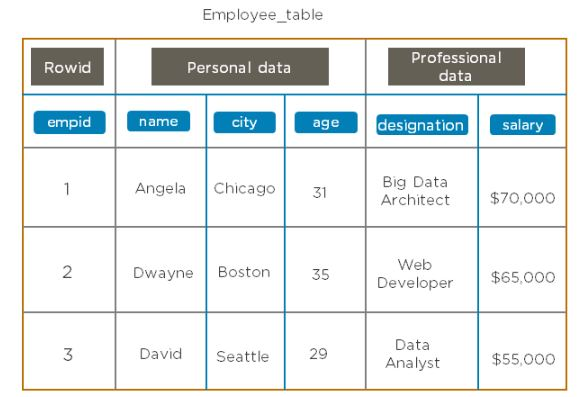 Employee_table
Rowid Personal data Professional
data
empid name city age designation salary
1 Angela Chicago 31 Big Data
Architect $70,000
2 Dwayne Boston 35 Web
Developer $65,000
3 David Seattle 29 Data
Analyst $55,000